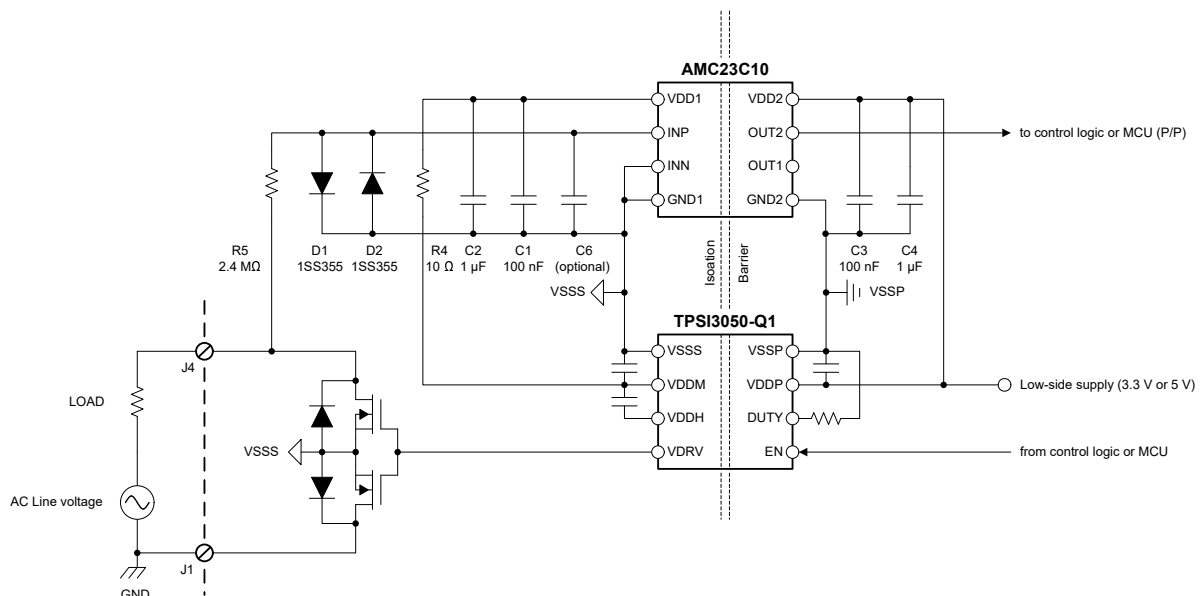 AMC23C10
VDD1
VDD2
INP
OUT2
to control logic or MCU (P/P)
INN
OUT1
GND1
GND2
R5
2.4 MΩ
D1
1SS355
D2
1SS355
R4
10 Ω
C2
1 µF
C1
100 nF
C6
(optional)
C3
100 nF
C4
1 µF
Isoation
Barrier
VSSS
VSSP
TPSI3050-Q1
VSSS
VSSP
VDDM
VDDP
Low-side supply (3.3 V or 5 V)
VDDH
DUTY
VDRV
EN
from control logic or MCU
J4
LOAD
VSSS
AC Line voltage
J1
GND